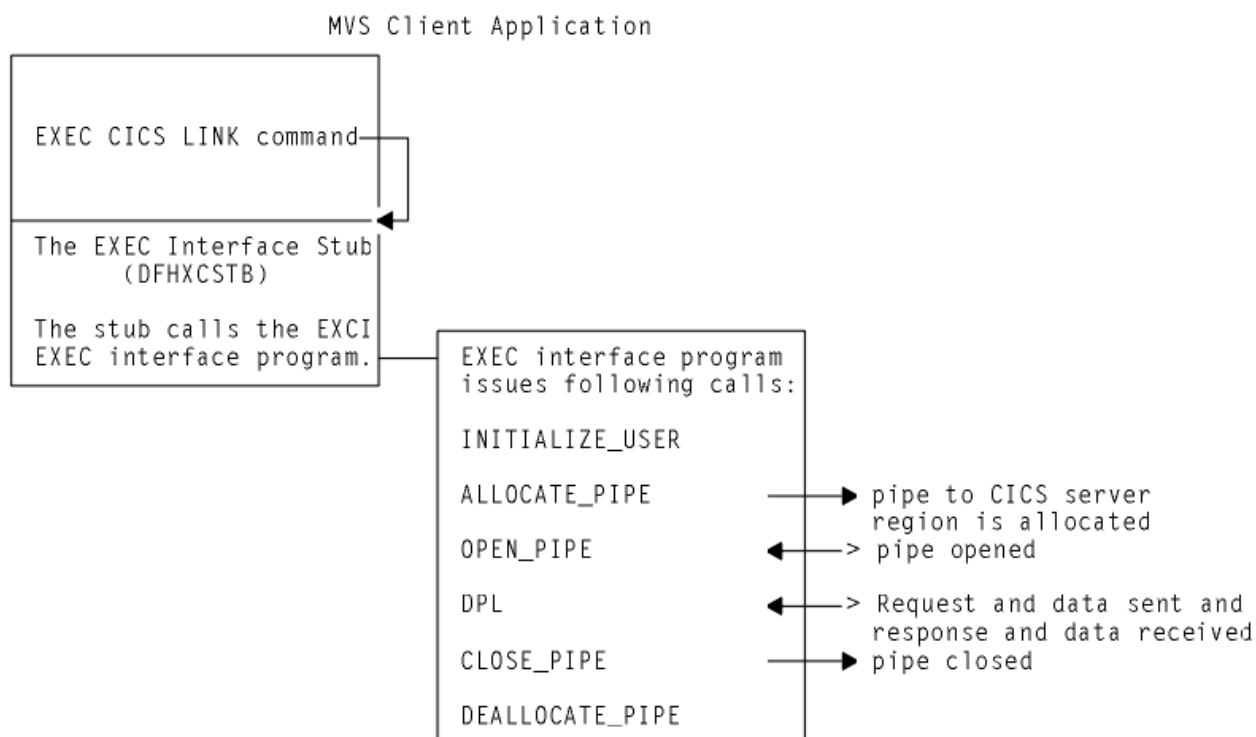 MVS Client Application
EXEC CICS LINK command
The EXEC Interface Stub
(DFHXCSTB)
The stub calls the EXCI
EXEC interface program.
EXEC interface program
issues following calls:
INITIALIZE_USER
ALLOCATE_PIPE
pipe to CICS server
region is allocated
OPEN_PIPE
> pipe opened
DPL
> Request and data sent and
response and data received
CLOSE_PIPE
pipe closed
DEALLOCATE_PIPE